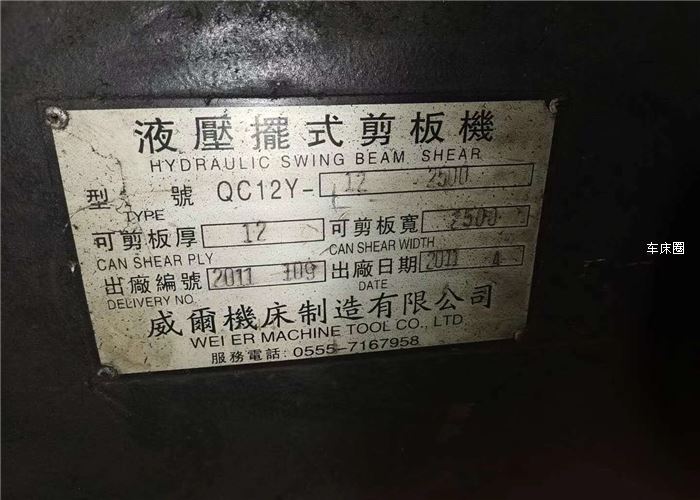 液壓擺式剪板機
HYDRAULIC SWING BEAM SHEAR
型號 QC12Y-12 2500
TYPE
可剪板厚 12 可剪板寬 2500
CAN SHEAR PLY CAN SHEAR WIDTH
出廠編號 2011 109 出廠日期 2011 4
DELIVERY NO. DATE
威爾機床制造有限公司
WEI ER MACHINE TOOL CO., LTD
服務電話: 0555-7167958
车床圈